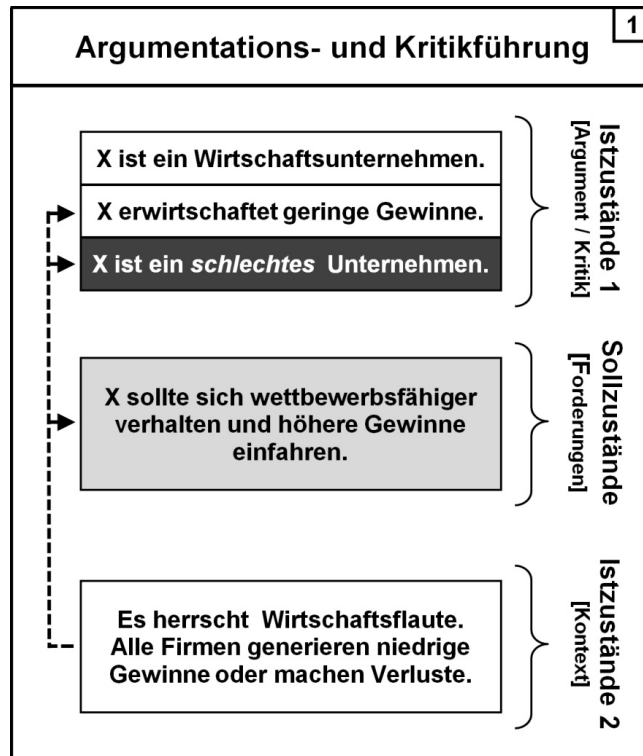 1
Argumentations- und Kritikführung
X ist ein Wirtschaftsunternehmen.
X erwirtschaftet geringe Gewinne.
X ist ein schlechtes Unternehmen.
Istzustände 1
[Argument / Kritik]
X sollte sich wettbewerbsfähiger
verhalten und höhere Gewinne
einfahren.
Sollzustände
[Forderungen]
Es herrscht Wirtschaftsflaute.
Alle Firmen generieren niedrige
Gewinne oder machen Verluste.
Istzustände 2
[Kontext]